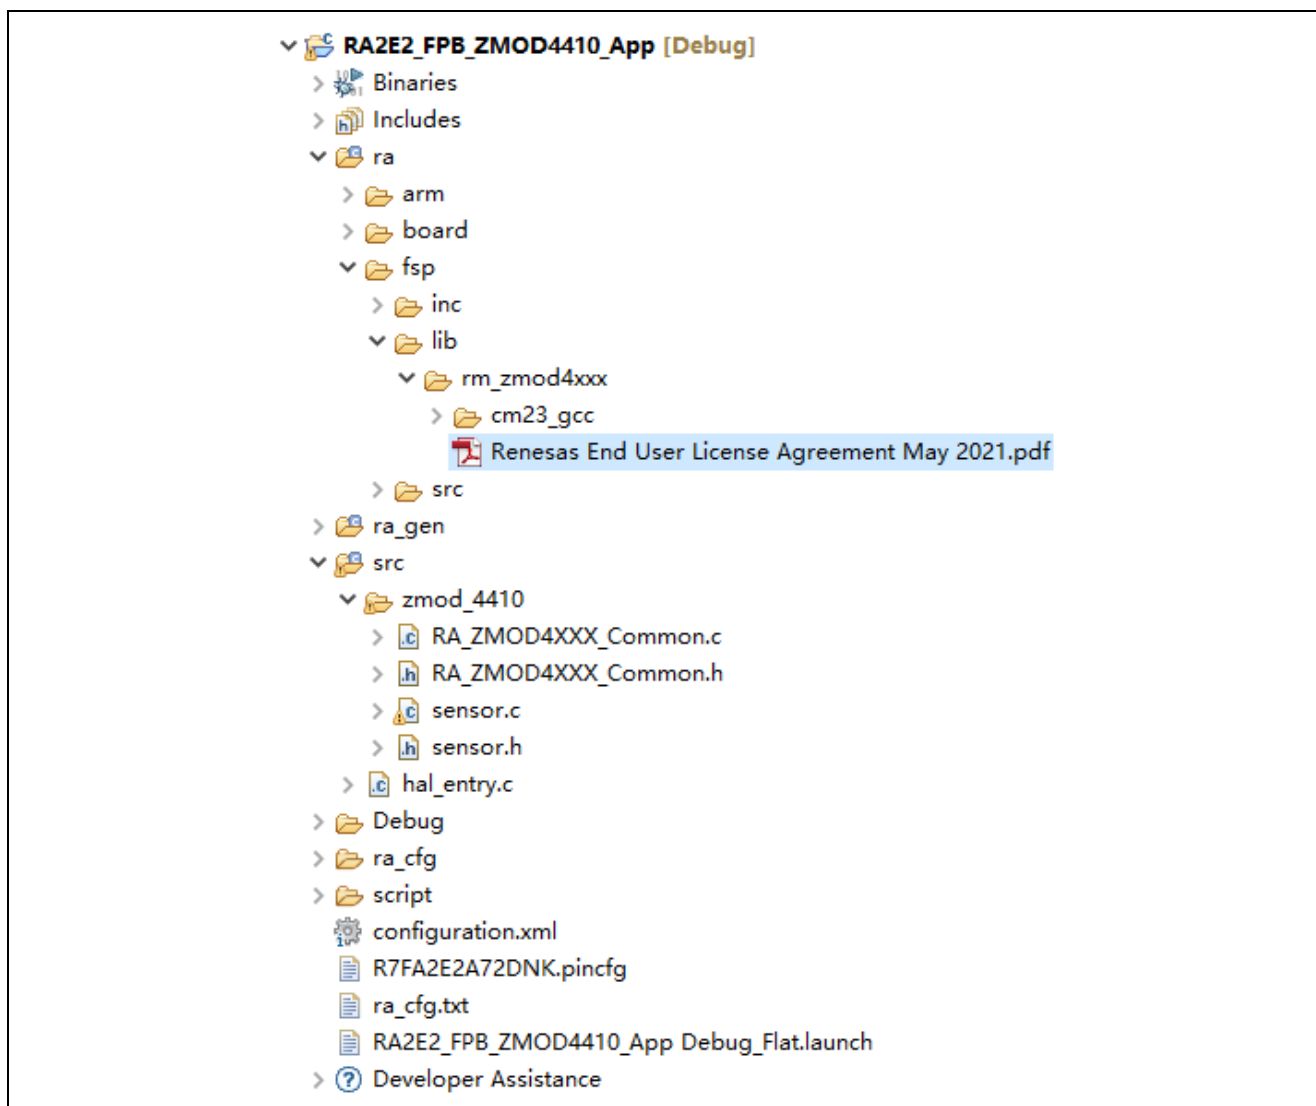 RA2E2_FPB_ZMOD4410_App [Debug]
Binaries
Includes
ra
arm
board
fsp
inc
lib
rm_zmod4xxx
cm23_gcc
Renesas End User License Agreement May 2021.pdf
src
ra_gen
src
zmod_4410
RA_ZMOD4XXX_Common.c
RA_ZMOD4XXX_Common.h
sensor.c
sensor.h
hal_entry.c
Debug
ra_cfg
script
configuration.xml
R7FA2E2A72DNK.pincfg
ra_cfg.txt
RA2E2_FPB_ZMOD4410_App Debug_Flat.launch
Developer Assistance